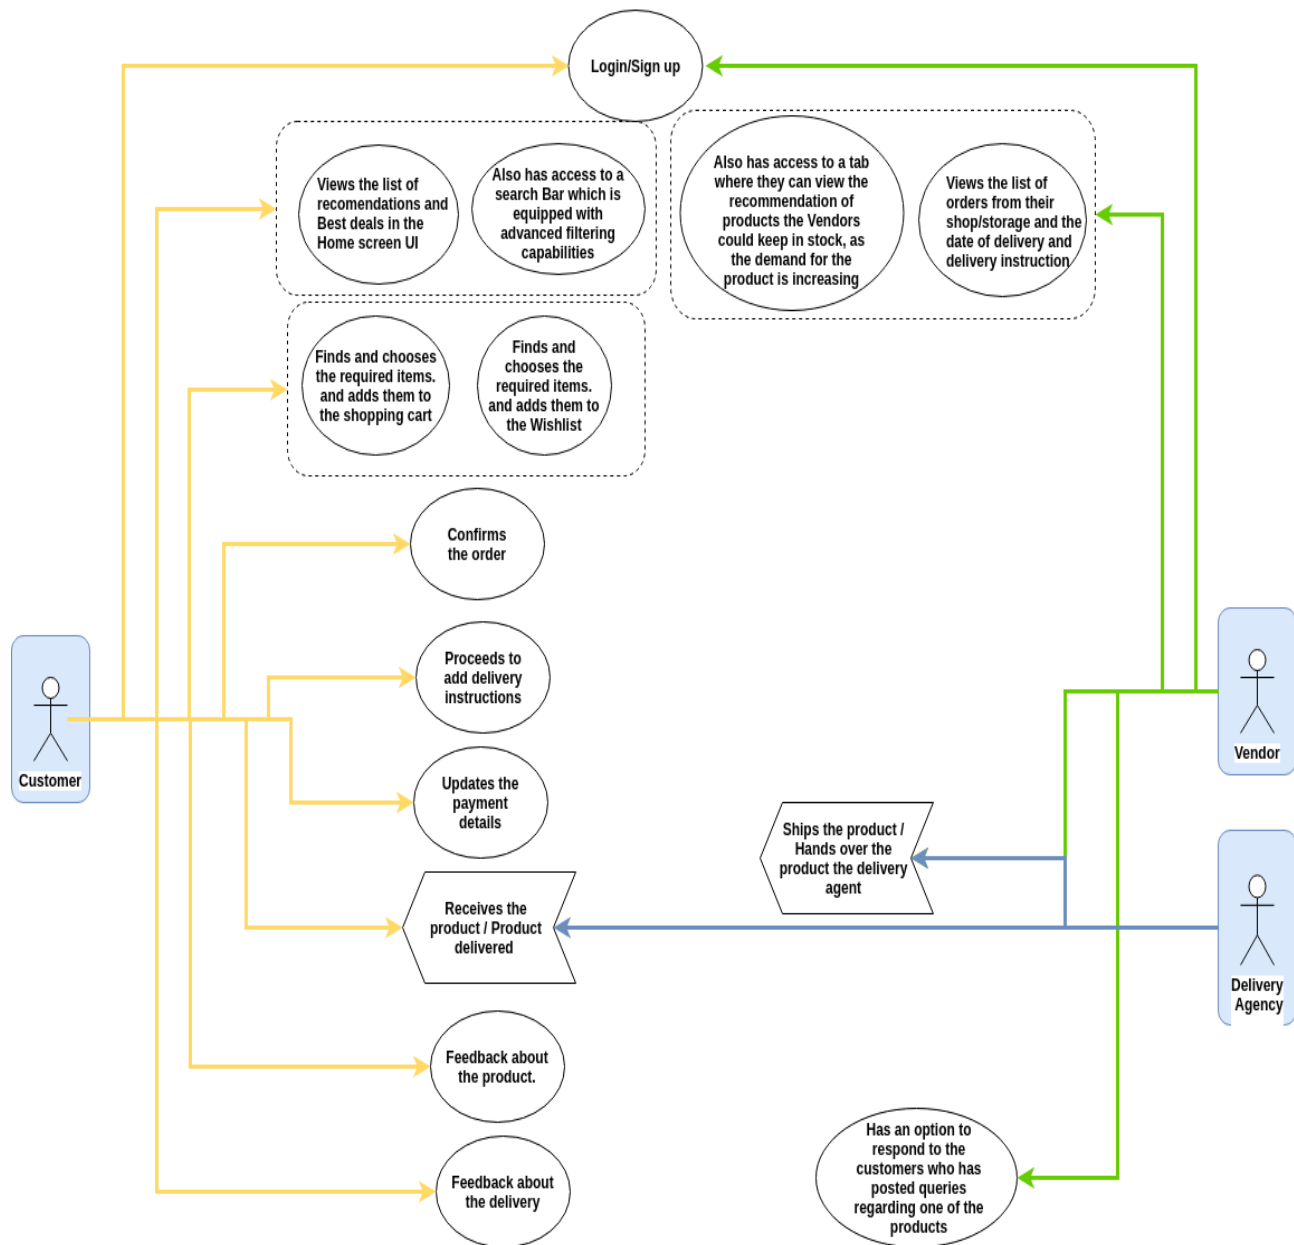 Login/Sign up
Views the list of
recomendations and
Best deals in the
Home screen UI
Also has access to a
search Bar which is
equipped with
advanced filtering
capabilities
Also has access to a tab
where they can view the
recommendation of
products the Vendors
could keep in stock, as
the demand for the
product is increasing
Views the list of
orders from their
shop/storage and the
date of delivery and
delivery instruction
Finds and chooses
the required items.
and adds them to
the shopping cart
Finds and
chooses the
required items.
and adds them to
the Wishlist
Confirms
the order
Proceeds to
add delivery
instructions
Customer
Vendor
Updates the
payment
details
Ships the product /
Hands over the
product the delivery
agent
Receives the
product / Product
delivered
Delivery
Agency
Feedback about
the product.
Feedback about
the delivery
Has an option to
respond to the
customers who has
posted queries
regarding one of the
products